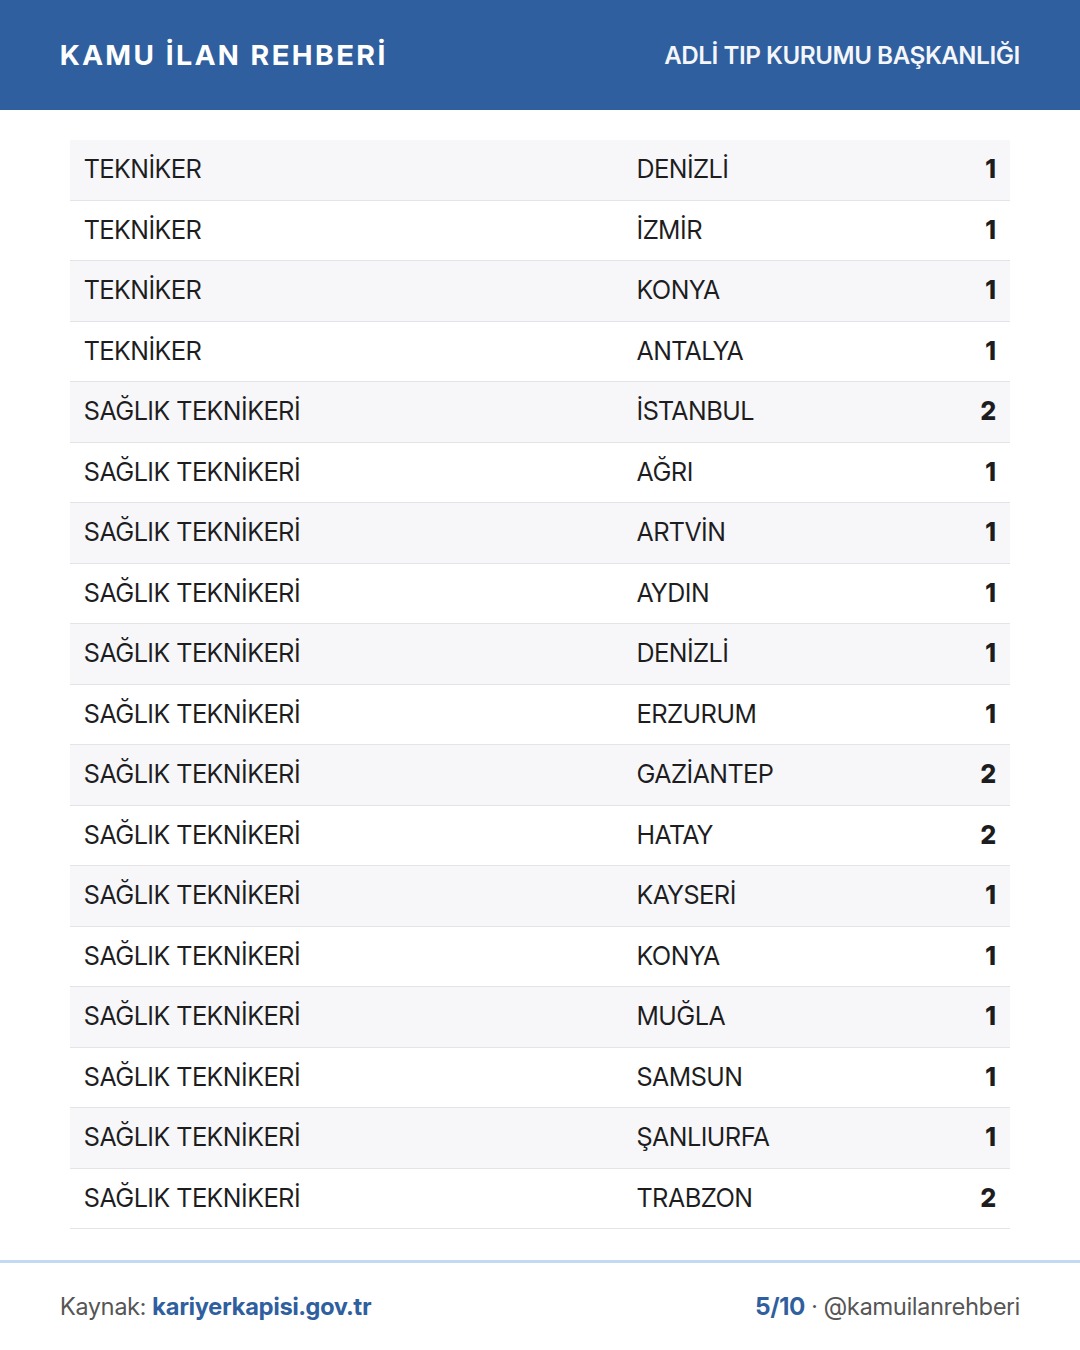 KAMU İLAN REHBERİ ADLİ TIP KURUMU BAŞKANLIĞI
TEKNİKER DENİZLİ 1
TEKNİKER İZMİR 1
TEKNİKER KONYA 1
TEKNİKER ANTALYA 1
SAĞLIK TEKNİKERİ İSTANBUL 2
SAĞLIK TEKNİKERİ AĞRI 1
SAĞLIK TEKNİKERİ ARTVİN 1
SAĞLIK TEKNİKERİ AYDIN 1
SAĞLIK TEKNİKERİ DENİZLİ 1
SAĞLIK TEKNİKERİ ERZURUM 1
SAĞLIK TEKNİKERİ GAZİANTEP 2
SAĞLIK TEKNİKERİ HATAY 2
SAĞLIK TEKNİKERİ KAYSERİ 1
SAĞLIK TEKNİKERİ KONYA 1
SAĞLIK TEKNİKERİ MUĞLA 1
SAĞLIK TEKNİKERİ SAMSUN 1
SAĞLIK TEKNİKERİ ŞANLIURFA 1
SAĞLIK TEKNİKERİ TRABZON 2
Kaynak: kariyerkapisi.gov.tr 5/10 · @kamuilanrehberi